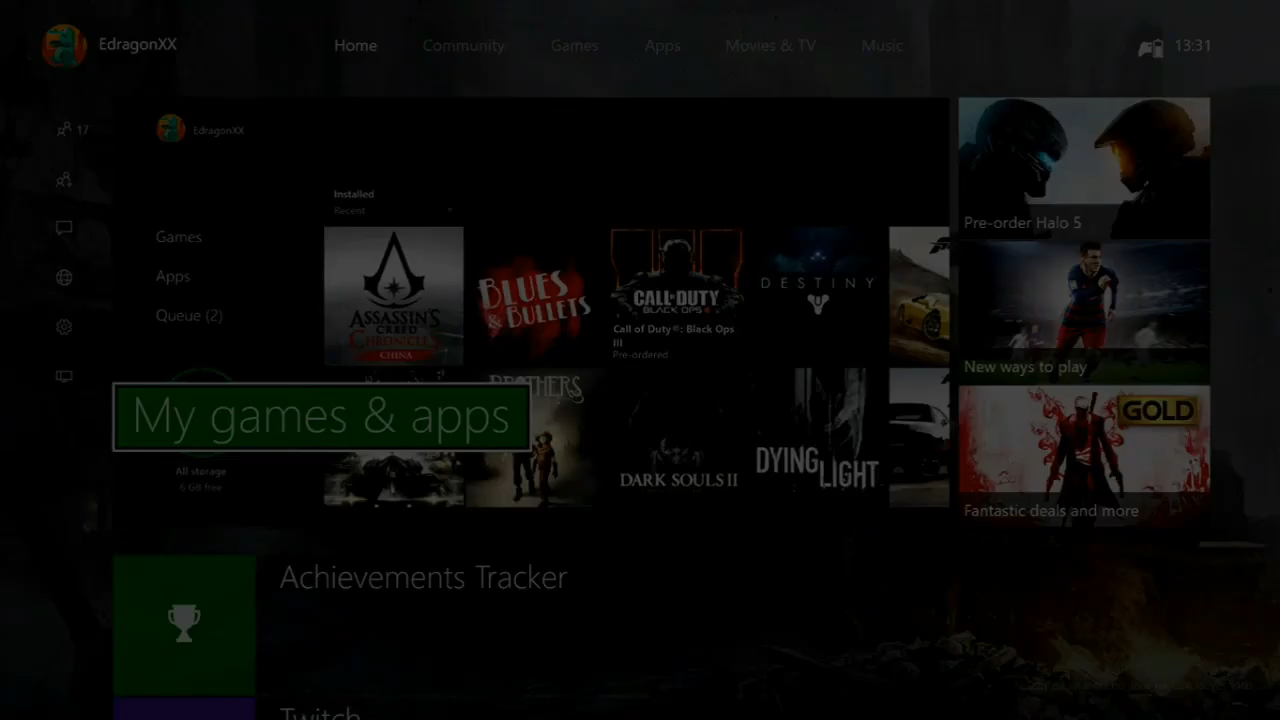 EdragonXX
Home Community Games Apps Movies & TV Music
13:31
17
EdragonXX
Installed
Recent
Games
Apps
Queue (2)
ASSASSIN'S
CREED
CHRONICLES
CHINA
BLUES
& BULLETS
CALL OF DUTY
BLACK OPS
Call of Duty®: Black Ops
III
Pre-ordered
DESTINY
My games & apps
All storage
6 GB free
BROTHERS
DARK SOULS II
DYING LIGHT
Pre-order Halo 5
New ways to play
GOLD
Fantastic deals and more
Achievements Tracker
Twitch